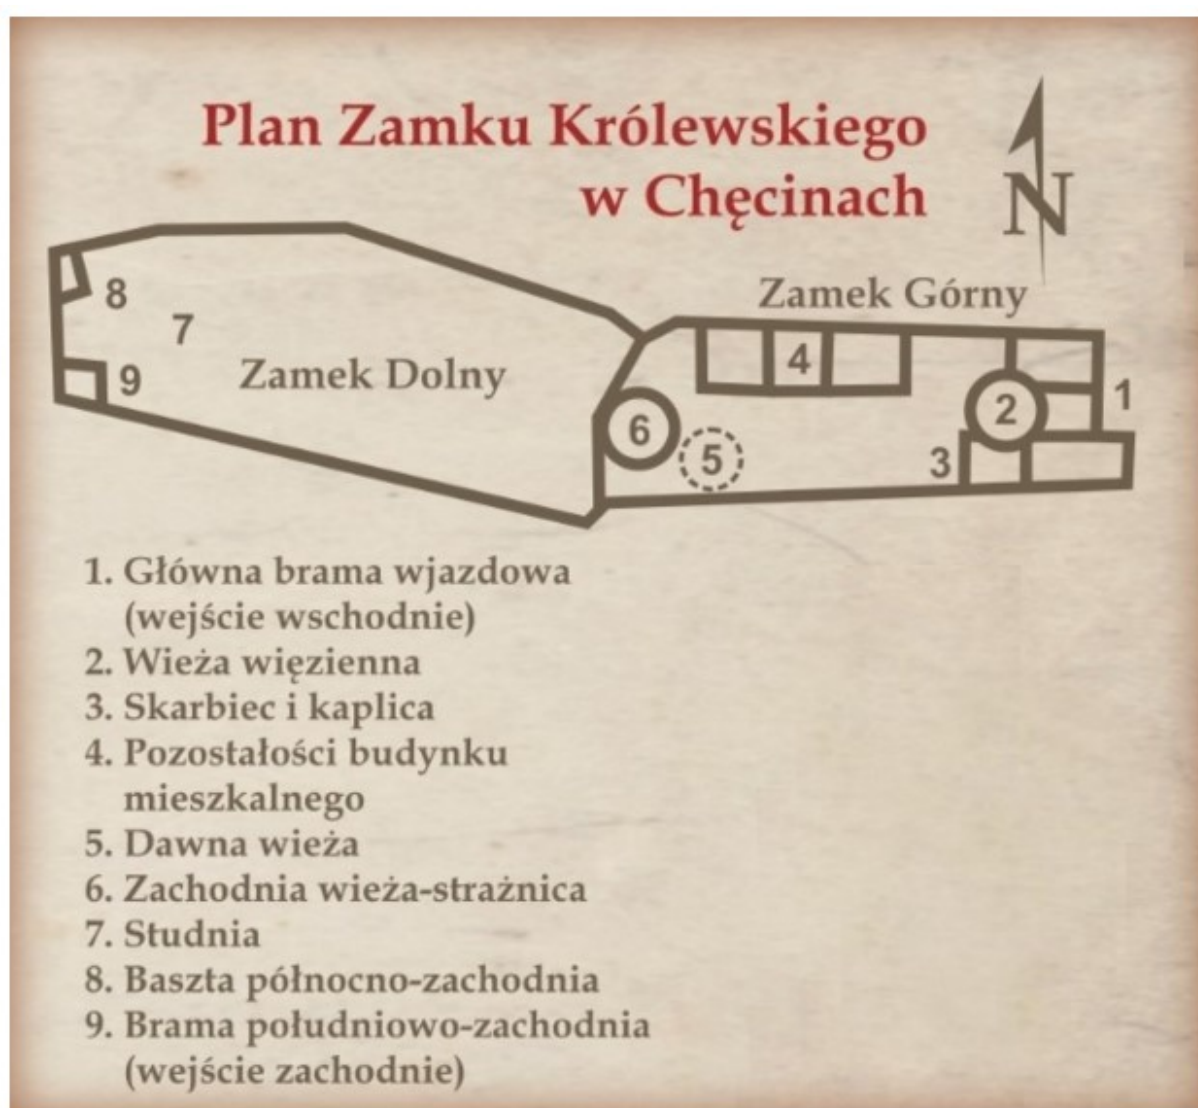 Plan Zamku Królewskiego
w Chęcinach
N
Zamek Górny
8
7
4
Zamek Dolny
9
1
2
6
5
3
1. Główna brama wjazdowa
(wejście wschodnie)
2. Wieża więzienna
3. Skarbiec i kaplica
4. Pozostałości budynku
mieszkalnego
5. Dawna wieża
6. Zachodnia wieża-strażnica
7. Studnia
8. Baszta północno-zachodnia
9. Brama południowo-zachodnia
(wejście zachodnie)